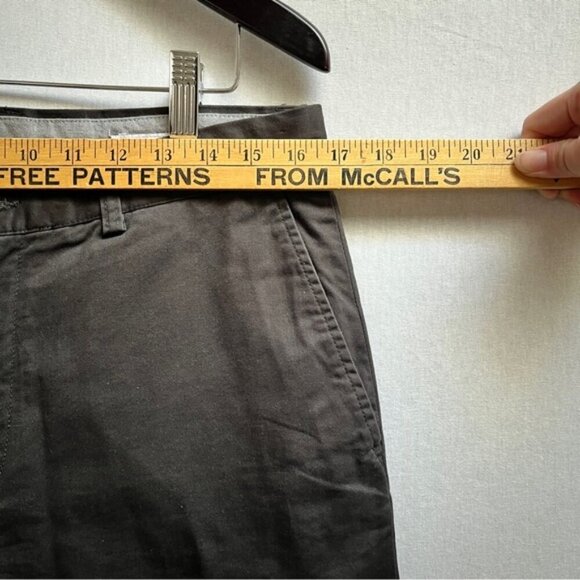 10 11 12 13 14 15 16 17 18 19 20
FREE PATTERNS FROM McCALL'S